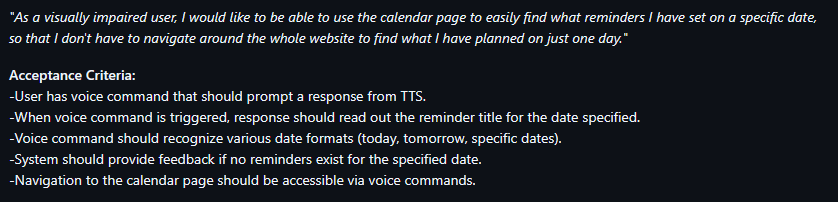 "As a visually impaired user, I would like to be able to use the calendar page to easily find what reminders I have set on a specific date,
so that I don't have to navigate around the whole website to find what I have planned on just one day."
Acceptance Criteria:
-User has voice command that should prompt a response from TTS.
-When voice command is triggered, response should read out the reminder title for the date specified.
-Voice command should recognize various date formats (today, tomorrow, specific dates).
-System should provide feedback if no reminders exist for the specified date.
-Navigation to the calendar page should be accessible via voice commands.